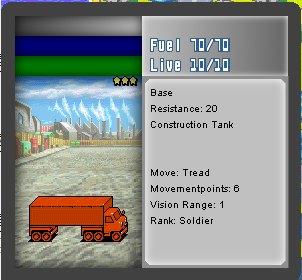 Fuel 70/70
Live 10/10
Base
Resistance: 20
Construction Tank
Move: Tread
Movementpoints: 6
Vision Range: 1
Rank: Soldier